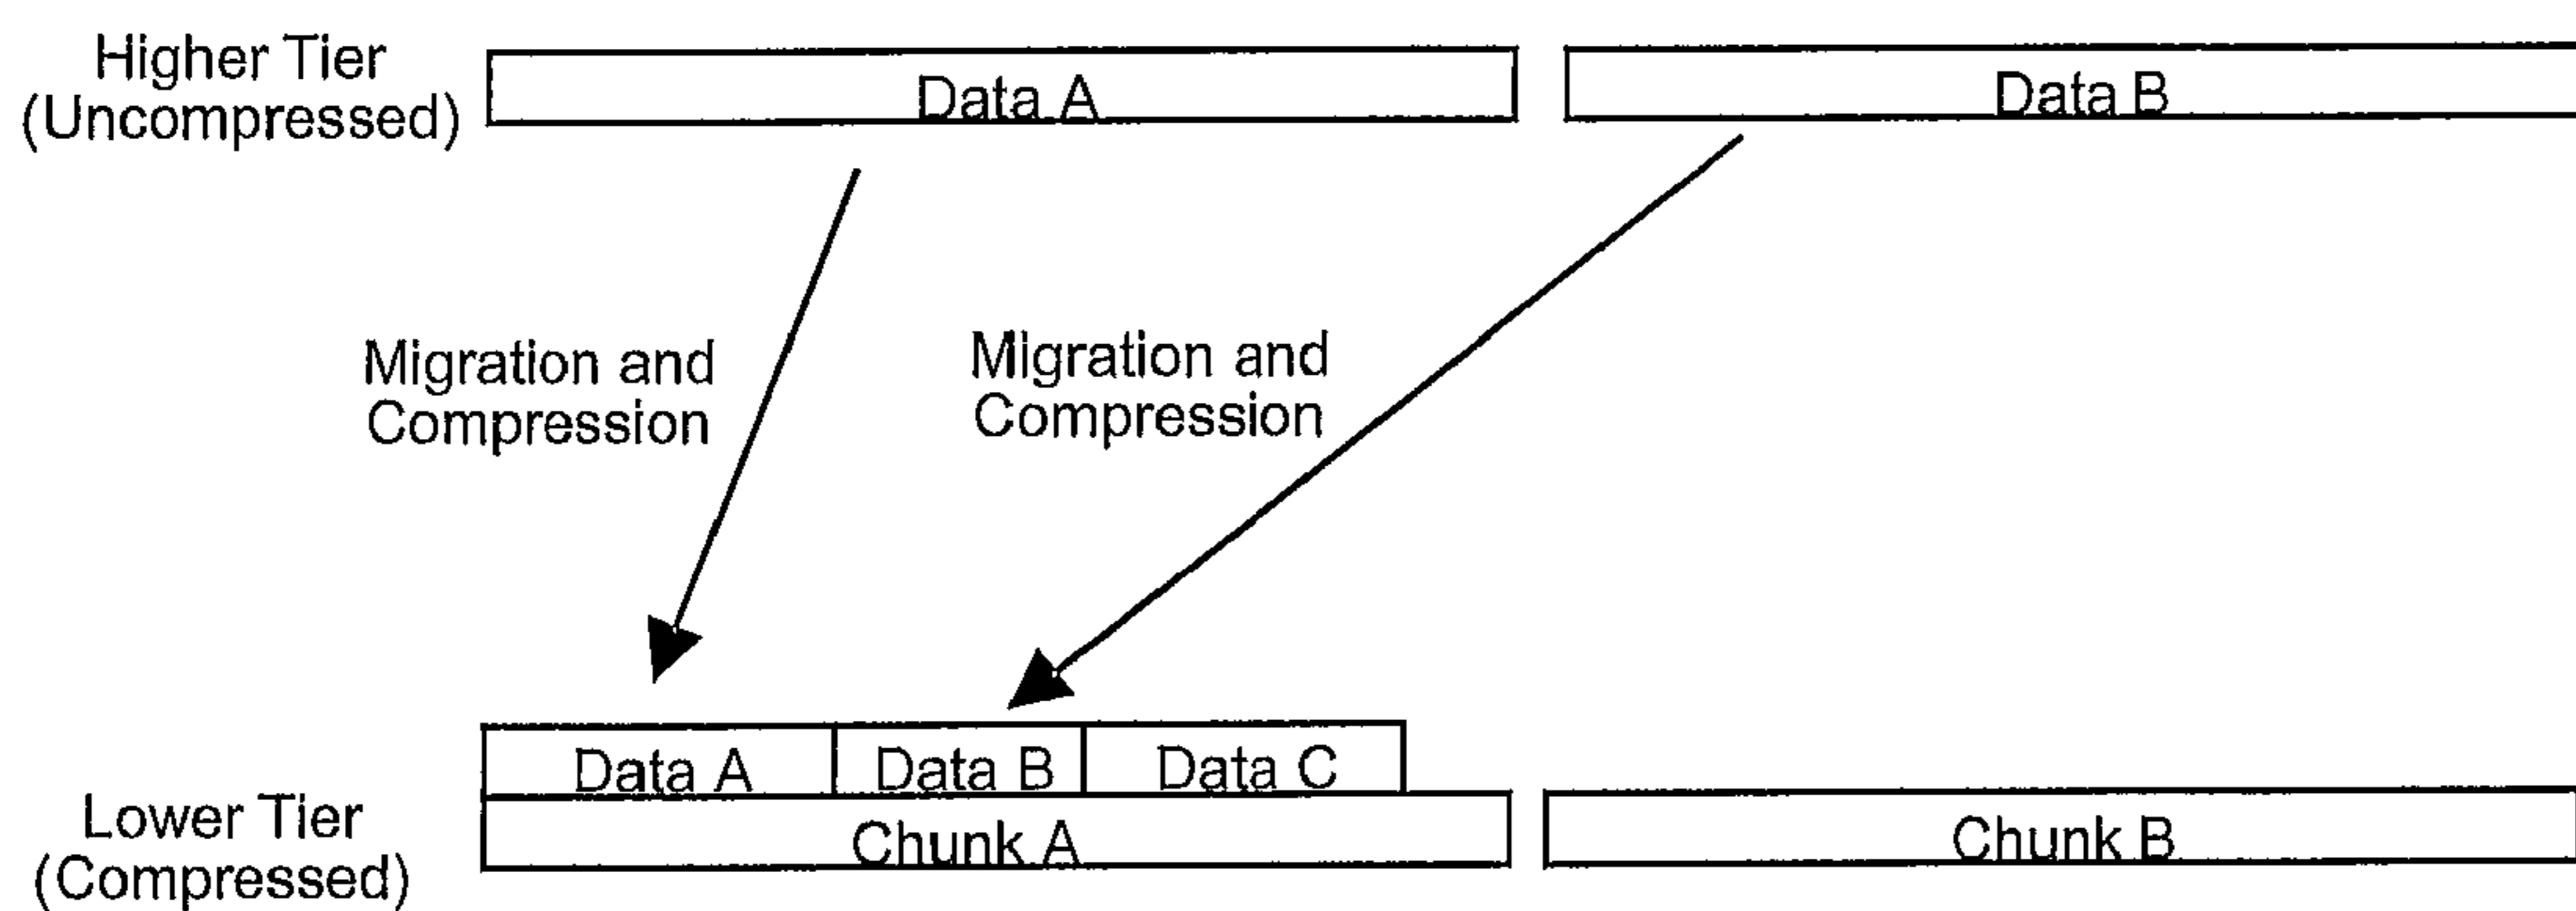 Higher Tier
(Uncompressed)
Data A
Data B
Migration and
Compression
Migration and
Compression
Data A
Data B
Data C
Lower Tier
(Compressed)
Chunk A
Chunk B